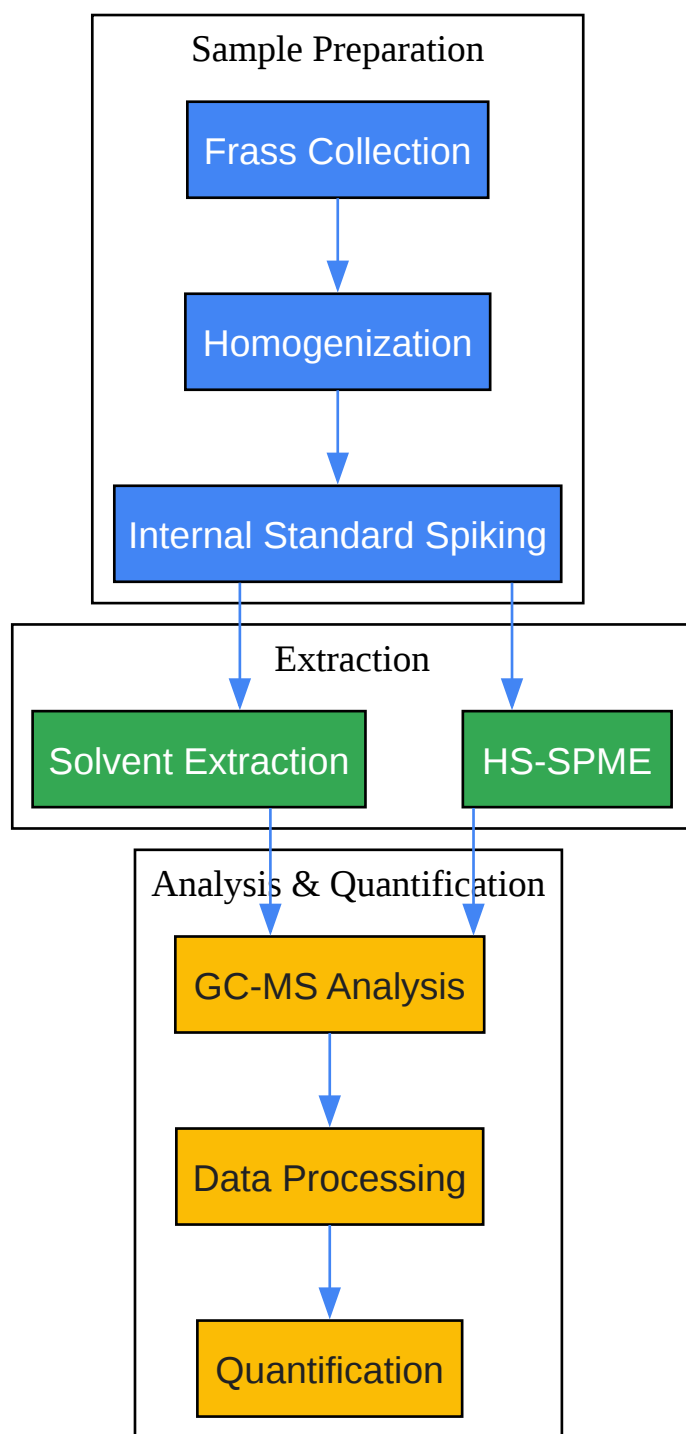 Sample Preparation
Frass Collection
Homogenization
Internal Standard Spiking
Extraction
Solvent Extraction
HS-SPME
Analysis & Quantification
GC-MS Analysis
Data Processing
Quantification